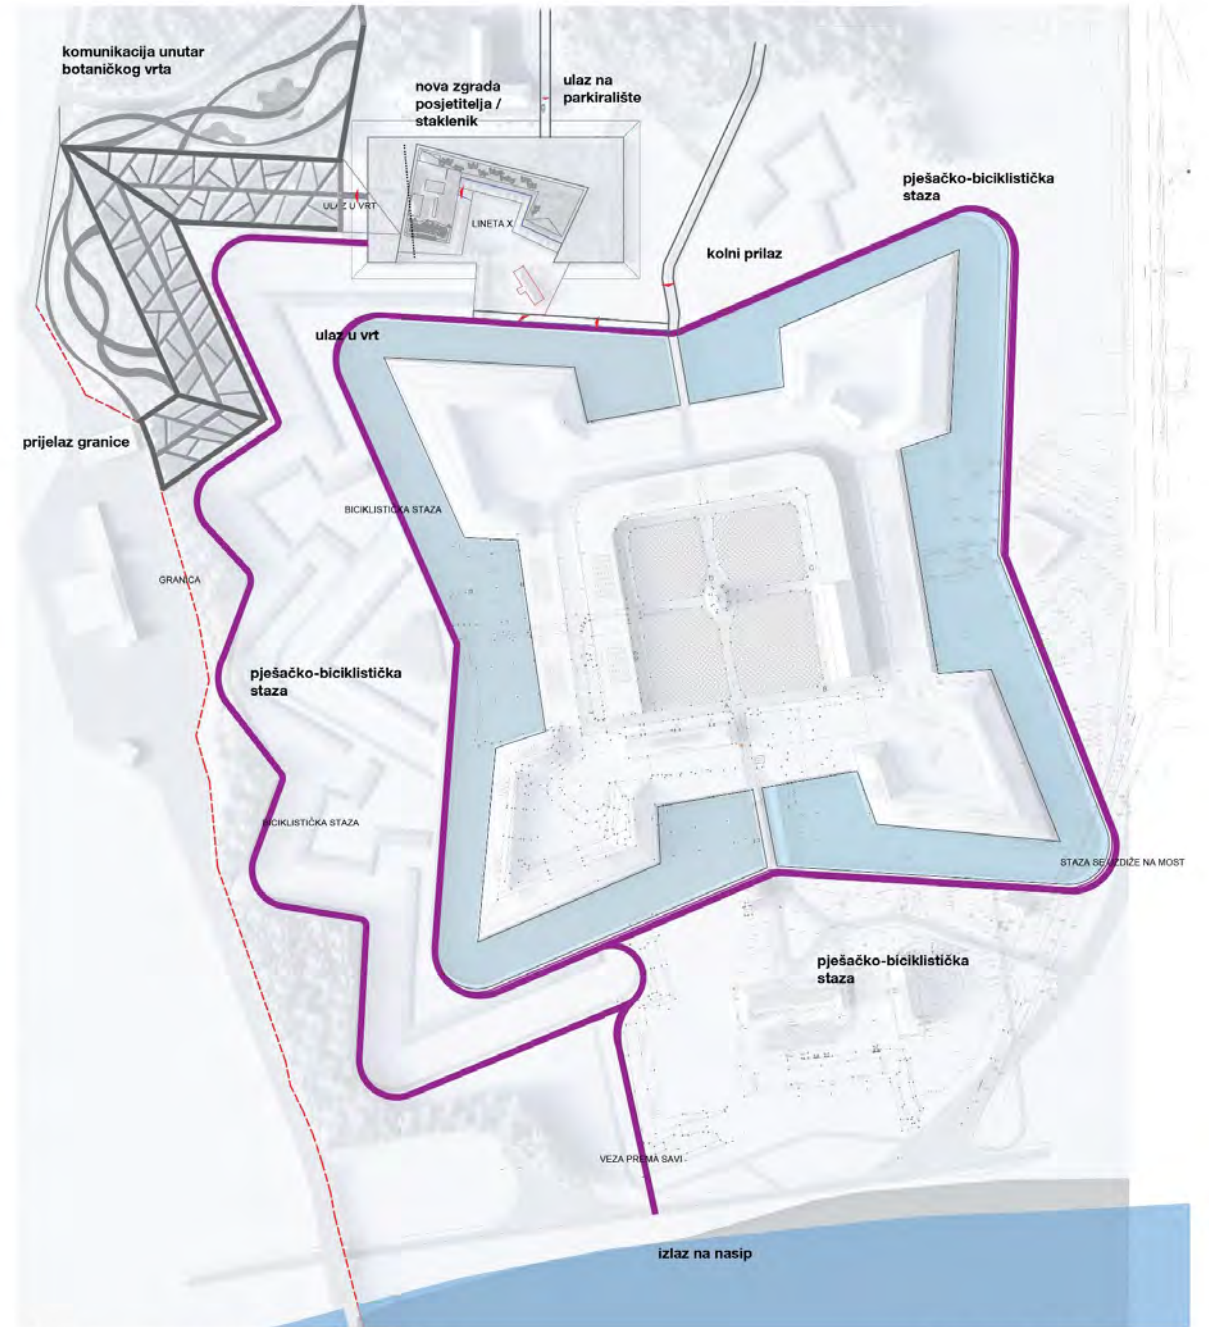 komunikacija unutar
botaničkog vrta
nova zgrada
posjetitelja /
staklenik
ulaz na
parkiralište
pješačko-biciklistička
staza
ULAZ U VRT
LINETA X
kolni prilaz
ulaz u vrt
prijelaz granice
BICIKLISTIČKA STAZA
GRANICA
pješačko-biciklistička
staza
BICIKLISTIČKA STAZA
STAZA SE UZDIŽE NA MOST
pješačko-biciklistička
staza
VEZA PREMA SAVI
izlaz na nasip